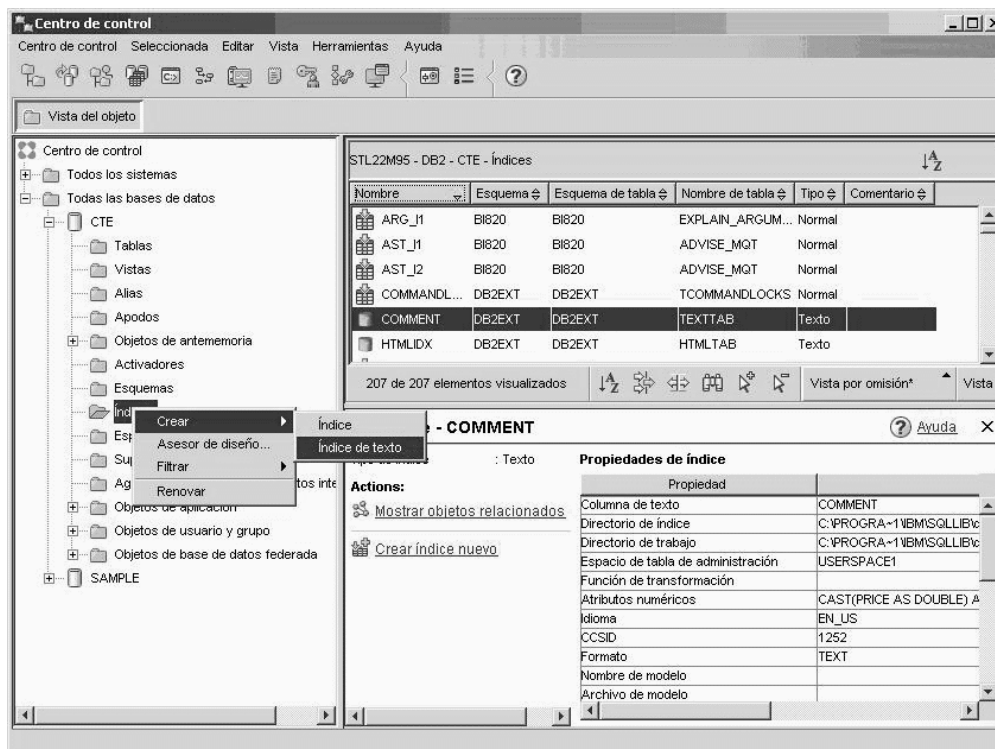 Centro de control
Centro de control Seleccionada Editar Vista Herramientas Ayuda
Vista del objeto
Centro de control
Todos los sistemas
Todas las bases de datos
CTE
Tablas
Vistas
Alias
Apodos
Objetos de antememoria
Activadores
Esquemas
Índ
Esp
Su
Ag
tos inte
Objetos de aplicación
Objetos de usuario y grupo
Objetos de base de datos federada
SAMPLE
Crear
Asesor de diseño...
Filtrar
Renovar
Índice
Índice de texto
STL22M95 - DB2 - CTE - Índices
Nombre Esquema Esquema de tabla Nombre de tabla Tipo Comentario
ARG_I1 BI820 BI820 EXPLAIN_ARGUM... Normal
AST_I1 BI820 BI820 ADVISE_MQT Normal
AST_I2 BI820 BI820 ADVISE_MQT Normal
COMMANDL... DB2EXT DB2EXT TCOMMANDLOCKS Normal
COMMENT DB2EXT DB2EXT TEXTTAB Texto
HTMLIDX DB2EXT DB2EXT HTMLTAB Texto
207 de 207 elementos visualizados Vista por omisión* Vista
- COMMENT Ayuda
: Texto
Actions:
Mostrar objetos relacionados
Crear índice nuevo
Propiedades de índice
Propiedad
Columna de texto COMMENT
Directorio de índice C:\PROGRA~1\IBM\SQLLIB\c
Directorio de trabajo C:\PROGRA~1\IBM\SQLLIB\c
Espacio de tabla de administración USERSPACE1
Función de transformación
Atributos numéricos CAST(PRICE AS DOUBLE) A
Idioma EN_US
CCSID 1252
Formato TEXT
Nombre de modelo
Archivo de modelo